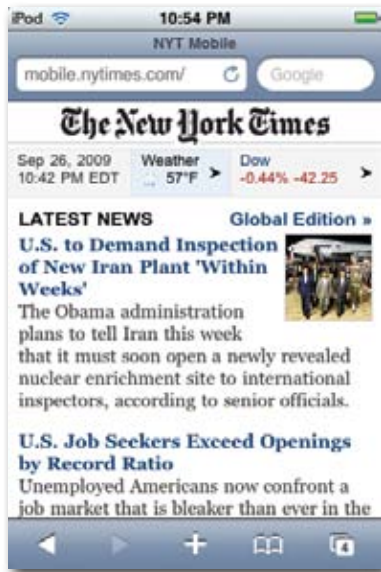 iPod 10:54 PM
NYT Mobile
mobile.nytimes.com/ Google
The New York Times
Sep 26, 2009 Weather Dow
10:42 PM EDT 57°F -0.44% -42.25
LATEST NEWS Global Edition »
U.S. to Demand Inspection
of New Iran Plant 'Within
Weeks'
The Obama administration
plans to tell Iran this week
that it must soon open a newly revealed
nuclear enrichment site to international
inspectors, according to senior officials.
U.S. Job Seekers Exceed Openings
by Record Ratio
Unemployed Americans now confront a
job market that is bleaker than ever in the
4